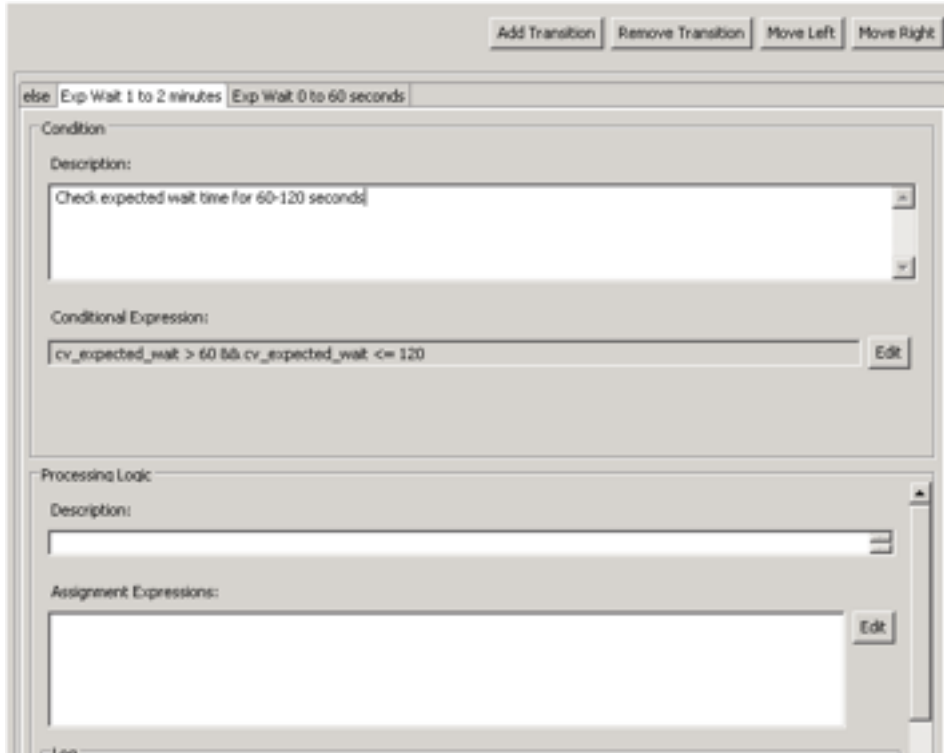 Add Transition Remove Transition Move Left Move Right
else Exp Wait 1 to 2 minutes Exp Wait 0 to 60 seconds
Condition
Description:
Check expected wait time for 60-120 seconds
Conditional Expression:
cv_expected_wait > 60 && cv_expected_wait <= 120 Edit
Processing Logic
Description:
Assignment Expressions:
Edit
Log